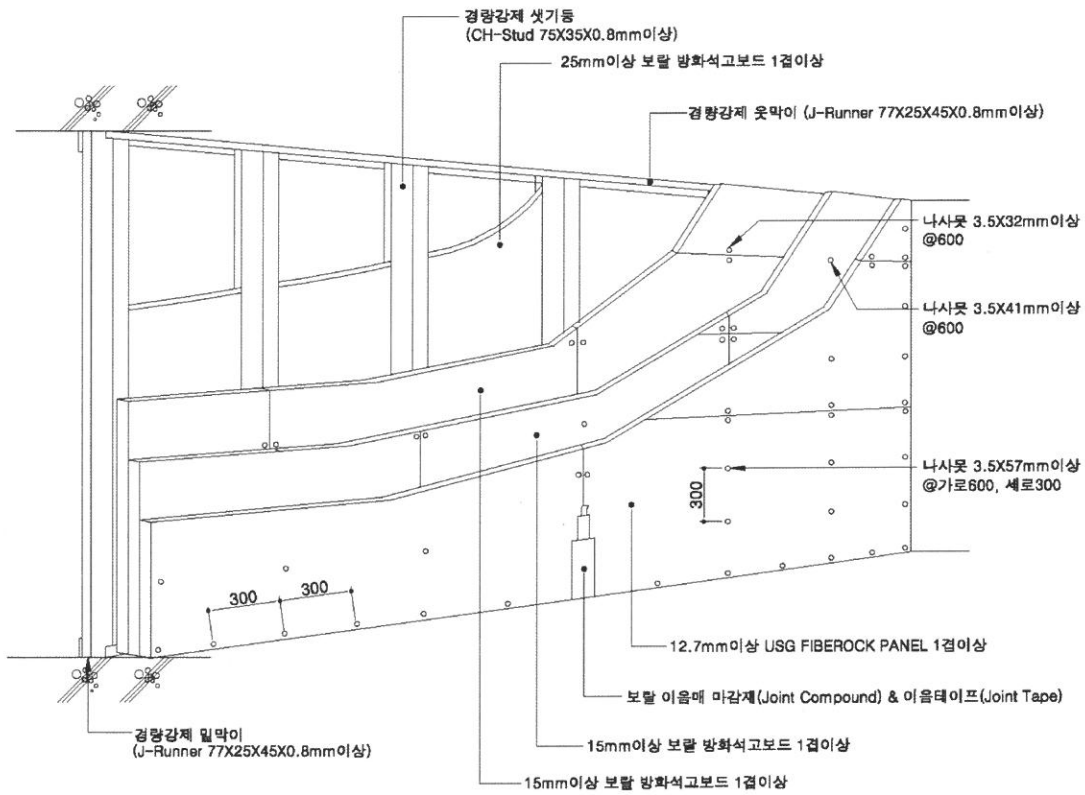 경량강제 샛기둥
(CH-Stud 75X35X0.8mm이상)
25mm이상 보랄 방화석고보드 1겹이상
경량강제 윗막이 (J-Runner 77X25X45X0.8mm이상)
나사못 3.5X32mm이상
@600
나사못 3.5X41mm이상
@600
나사못 3.5X57mm이상
@가로600, 세로300
300
300
300
12.7mm이상 USG FIBEROCK PANEL 1겹이상
보랄 이음매 마감재(Joint Compound) & 이음테이프(Joint Tape)
경량강제 밑막이
(J-Runner 77X25X45X0.8mm이상)
15mm이상 보랄 방화석고보드 1겹이상
15mm이상 보랄 방화석고보드 1겹이상